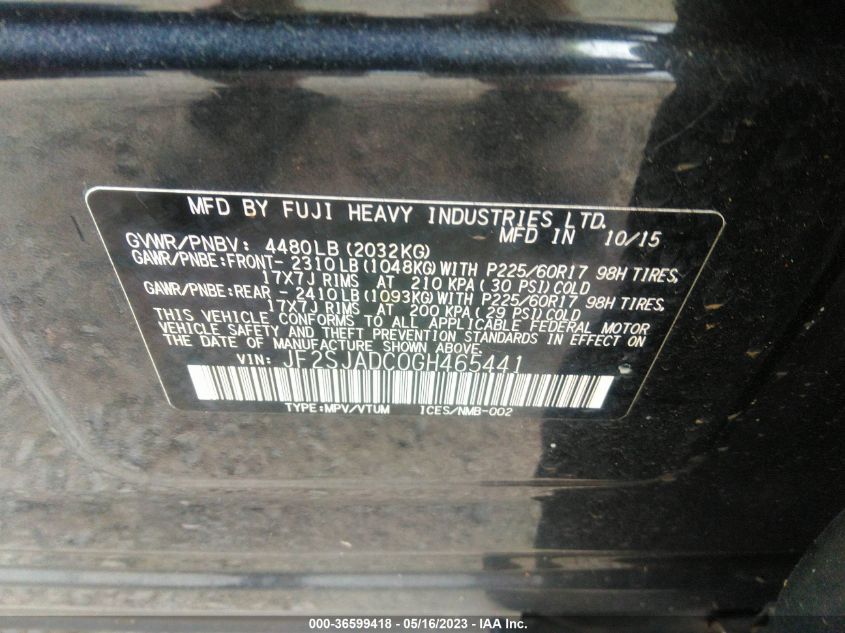 MFD BY FUJI HEAVY INDUSTRIES LTD.
MFD IN 10/15
GVWR/PNBV: 4480LB(2032KG)
GAWR/PNBE:FRONT- 2310LB(1048KG)WITH P225/60R17 98H TIRES,
17X7J RIMS AT 210 KPA( 30 PSI)COLD
GAWR/PNBE:REAR - 2410LB(1093KG)WITH P225/60R17 98H TIRES,
17X7J RIMS AT 200 KPA( 29 PSI)COLD
THIS VEHICLE CONFORMS TO ALL APPLICABLE FEDERAL MOTOR
VEHICLE SAFETY AND THEFT PREVENTION STANDARDS IN EFFECT ON
THE DATE OF MANUFACTURE SHOWN ABOVE.
VIN: JF2SJADC0GH465441
TYPE:MPV/VTUM ICES/NMB-002
000-36599418 - 05/16/2023 - IAA Inc.